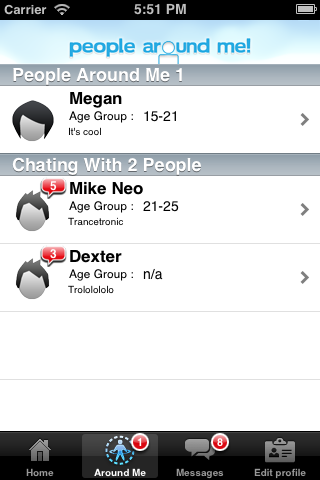 Carrier 5:51 PM
people around me!
People Around Me 1
Megan
Age Group : 15-21
It's cool
Chating With 2 People
5
Mike Neo
Age Group : 21-25
Trancetronic
3
Dexter
Age Group : n/a
Trololololo
1 8
Home Around Me Messages Edit profile